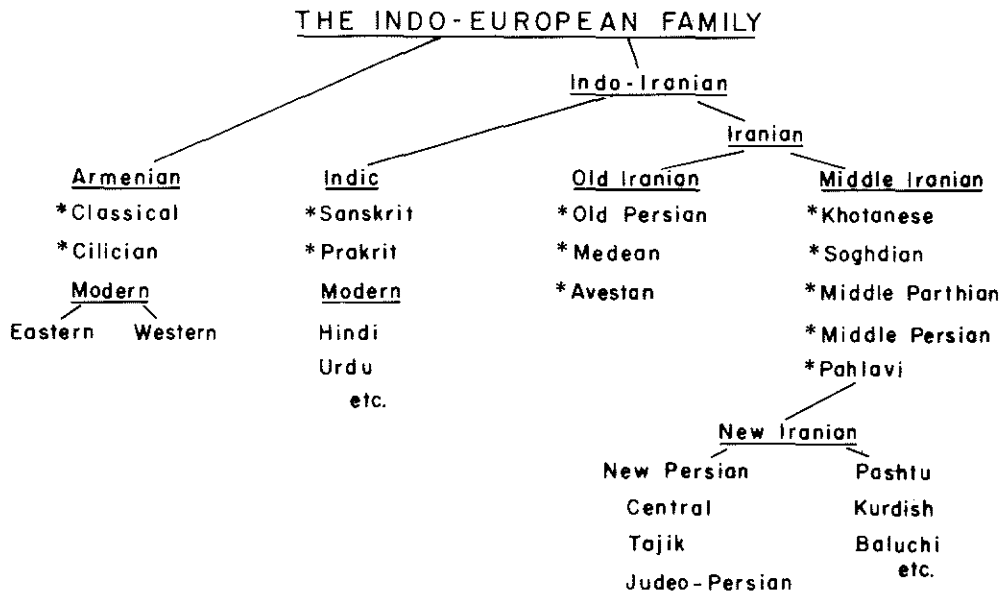 THE INDO-EUROPEAN FAMILY
Indo-Iranian
Iranian
Armenian
*Classical
*Cilician
Modern
Eastern Western
Indic
*Sanskrit
*Prakrit
Modern
Hindi
Urdu
etc.
Old Iranian
*Old Persian
*Medean
*Avestan
Middle Iranian
*Khotanese
*Soghdian
*Middle Parthian
*Middle Persian
*Pahlavi
New Iranian
New Persian
Central
Tajik
Judeo-Persian
Pashtu
Kurdish
Baluchi
etc.